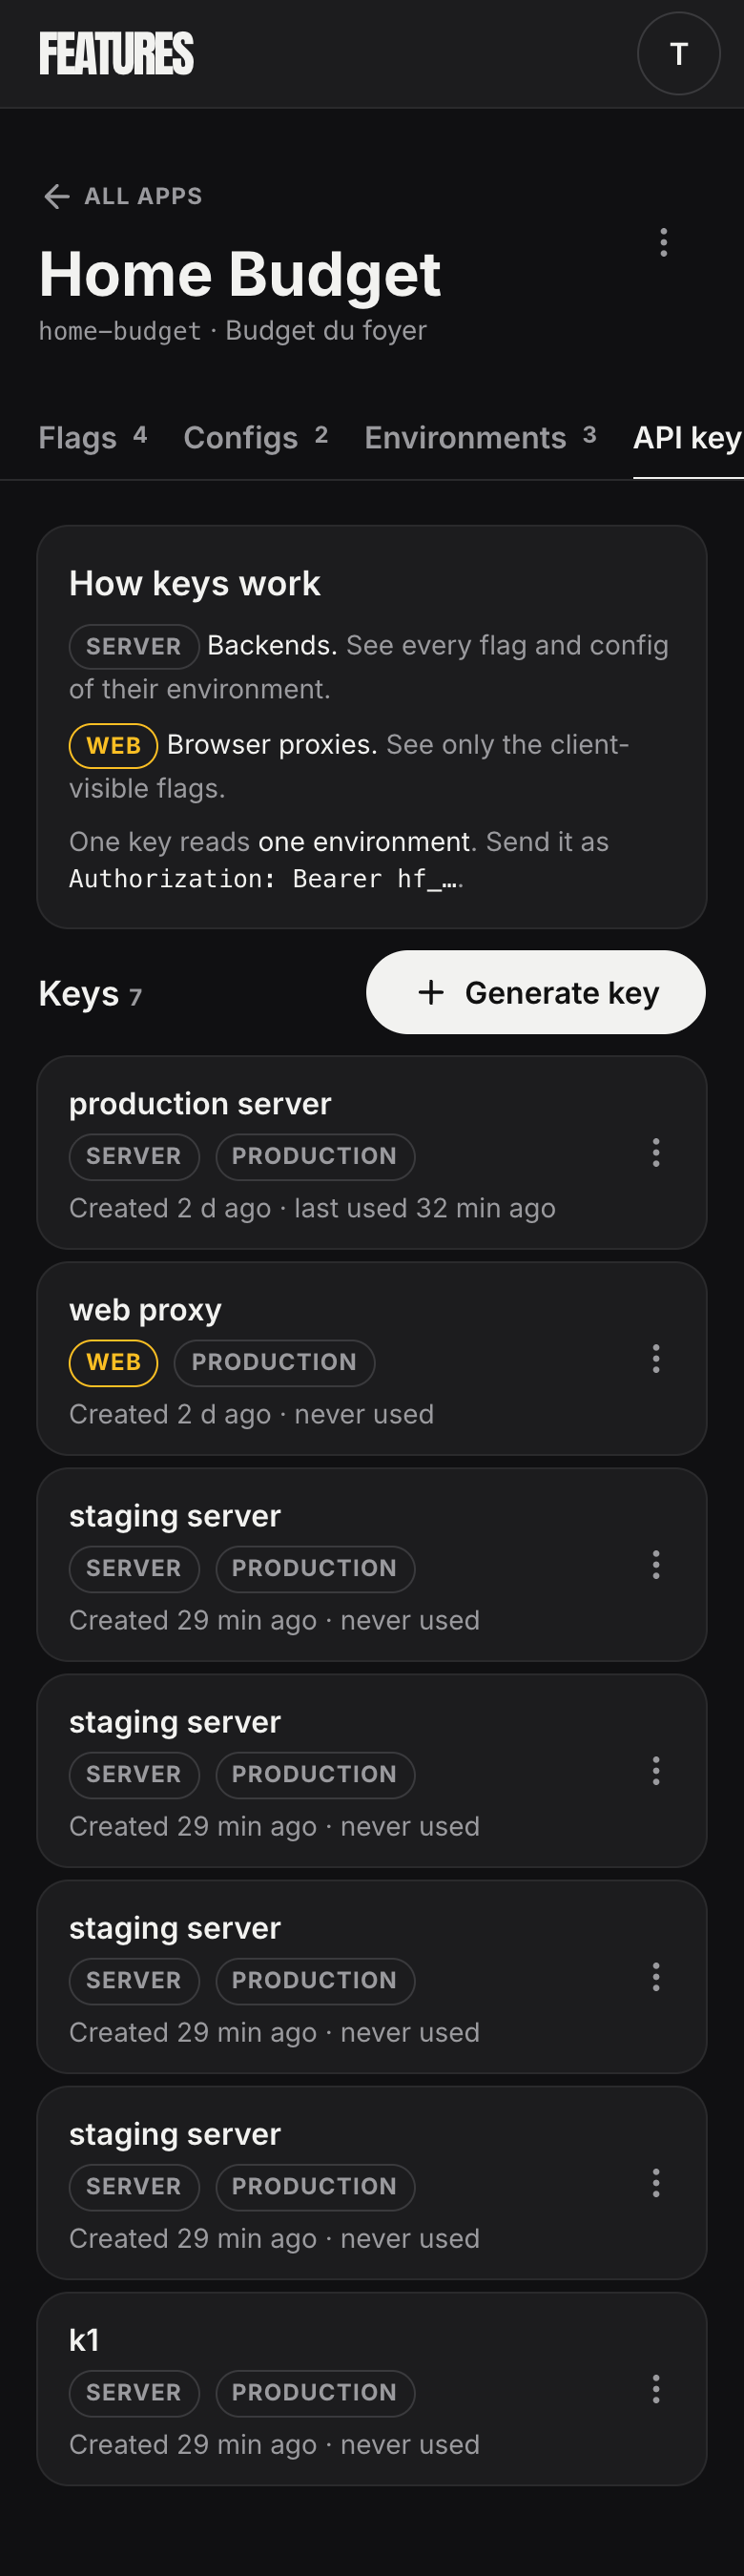 FEATURES
T
← ALL APPS
Home Budget
home-budget · Budget du foyer
Flags 4 Configs 2 Environments 3 API key
How keys work
SERVER Backends. See every flag and config
of their environment.
WEB Browser proxies. See only the client-
visible flags.
One key reads one environment. Send it as
Authorization: Bearer hf_….
Keys 7
+ Generate key
production server
SERVER PRODUCTION
Created 2 d ago · last used 32 min ago
web proxy
WEB PRODUCTION
Created 2 d ago · never used
staging server
SERVER PRODUCTION
Created 29 min ago · never used
staging server
SERVER PRODUCTION
Created 29 min ago · never used
staging server
SERVER PRODUCTION
Created 29 min ago · never used
staging server
SERVER PRODUCTION
Created 29 min ago · never used
k1
SERVER PRODUCTION
Created 29 min ago · never used